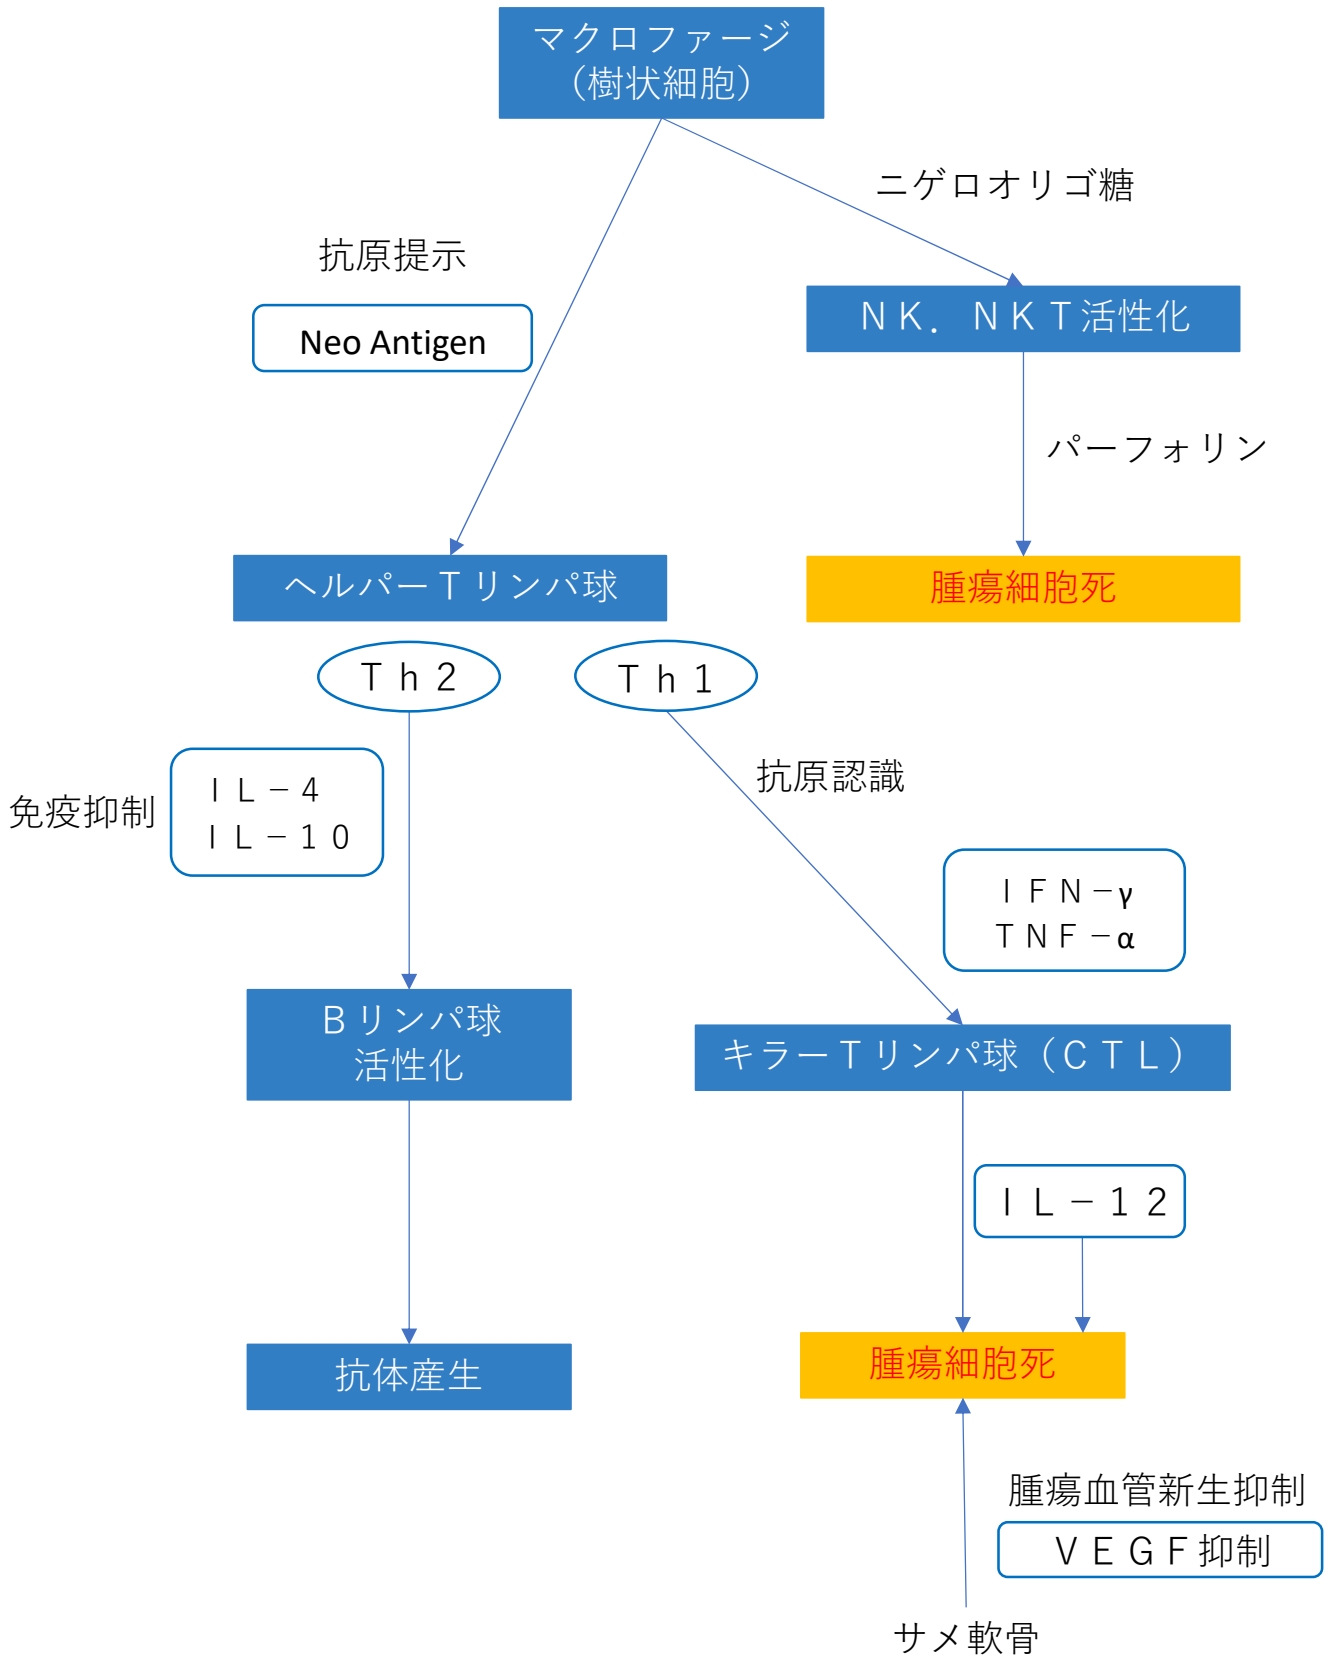 マクロファージ
（樹状細胞）
ニゲロオリゴ糖
抗原提示
Neo Antigen
ＮＫ．ＮＫＴ活性化
パーフォリン
ヘルパーＴリンパ球
腫瘍細胞死
Ｔｈ２
Ｔｈ１
抗原認識
免疫抑制
ＩＬ－４
ＩＬ－１０
ＩＦＮ－γ
ＴＮＦ－α
Ｂリンパ球
活性化
キラーＴリンパ球（ＣＴＬ）
ＩＬ－１２
抗体産生
腫瘍細胞死
腫瘍血管新生抑制
ＶＥＧＦ抑制
サメ軟骨